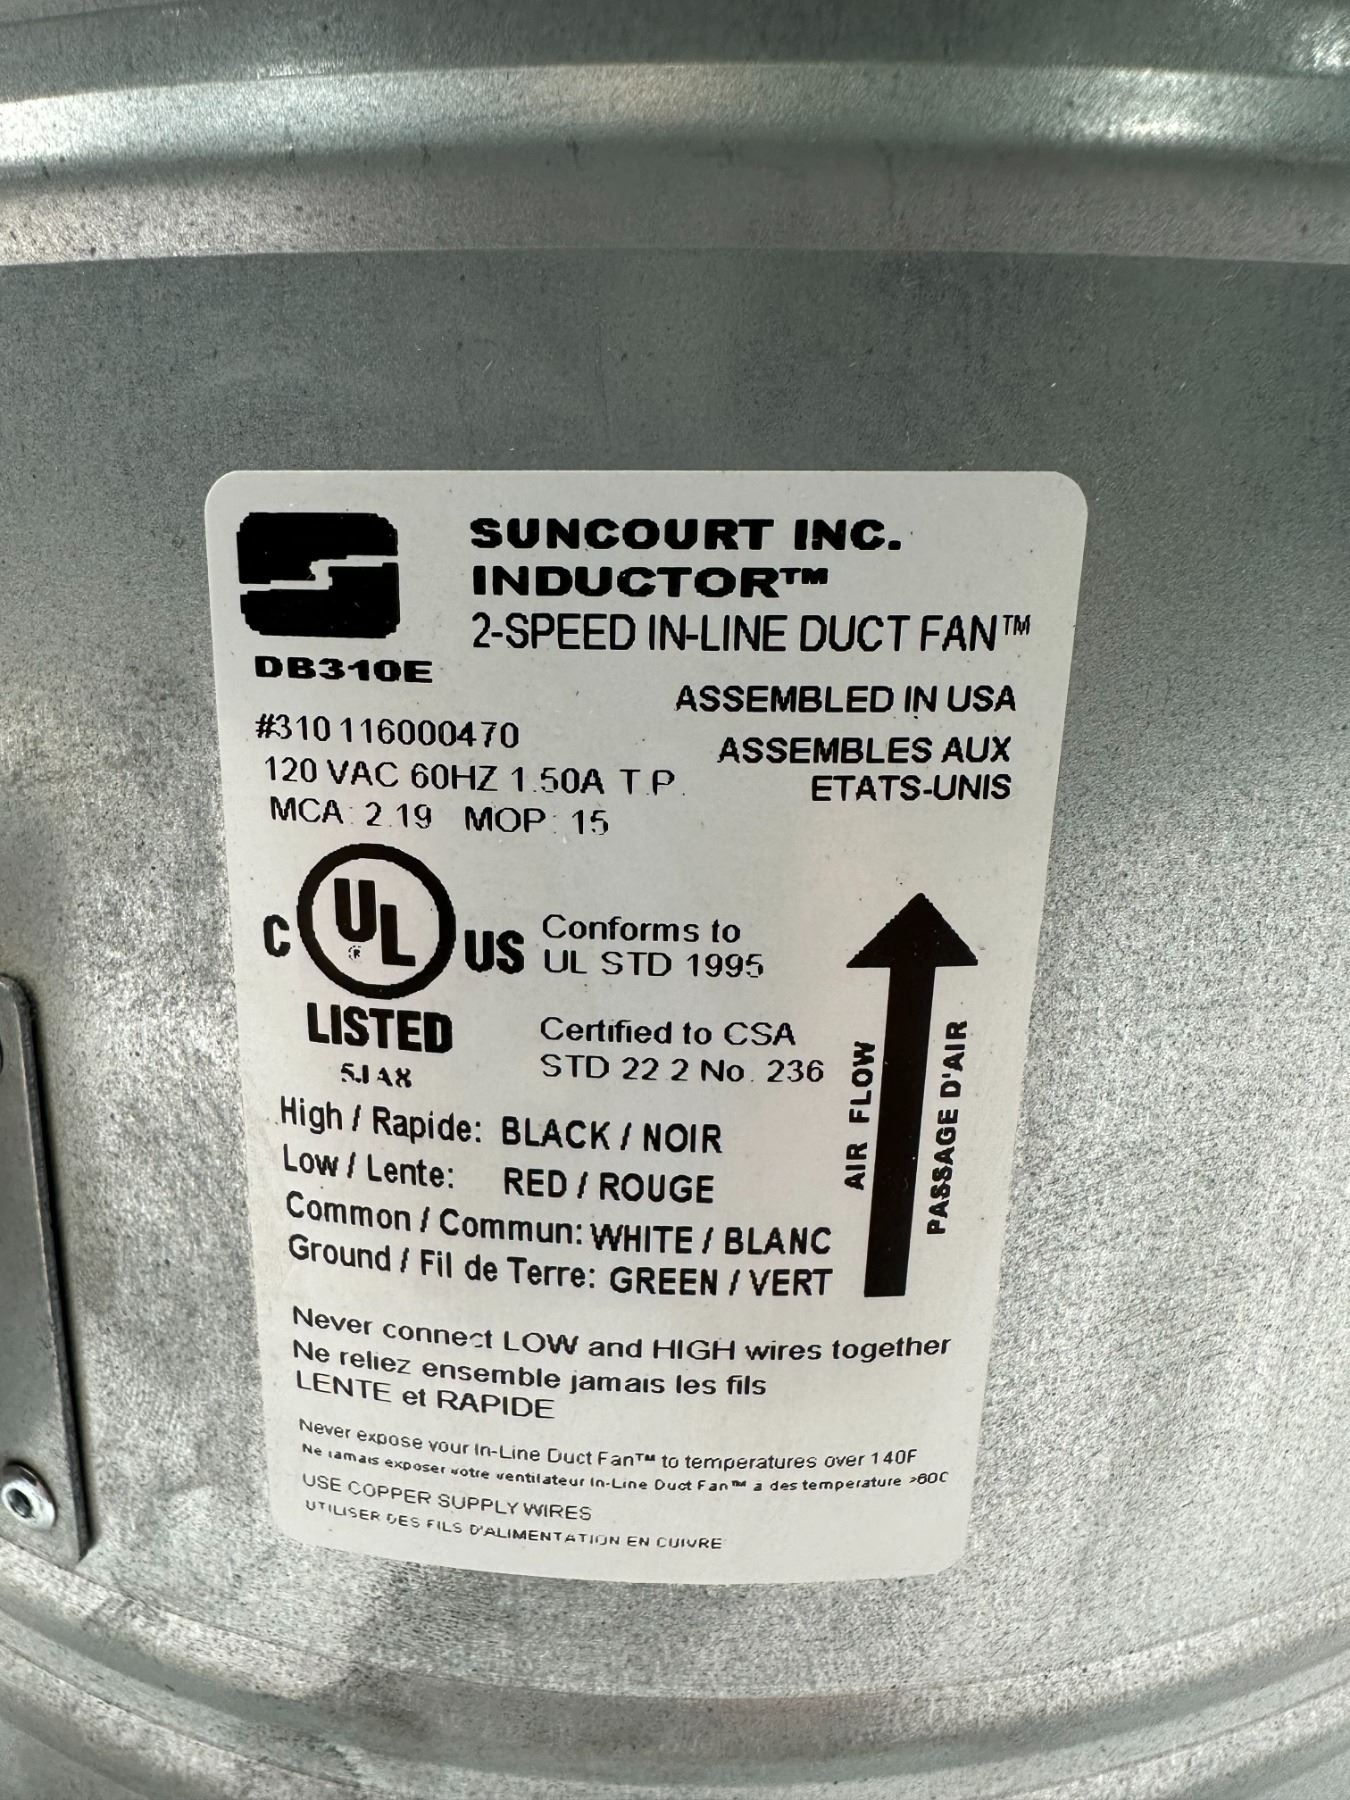 SUNCOURT INC.
INDUCTOR™
2-SPEED IN-LINE DUCT FAN™
DB310E
ASSEMBLED IN USA
#310 116000470
ASSEMBLES AUX
ETATS-UNIS
120 VAC 60HZ 1.50A T.P.
MCA: 2.19 MOP: 15
C UL ® US
LISTED
5JA8
Conforms to
UL STD 1995
Certified to CSA
STD 22.2 No. 236
AIR FLOW
PASSAGE D'AIR
High / Rapide: BLACK / NOIR
Low / Lente: RED / ROUGE
Common / Commun: WHITE / BLANC
Ground / Fil de Terre: GREEN / VERT
Never connect LOW and HIGH wires together
Ne reliez ensemble jamais les fils
LENTE et RAPIDE
Never expose your In-Line Duct Fan™ to temperatures over 140F
Ne jamais exposer votre ventilateur In-Line Duct Fan™ a des temperature >60C
USE COPPER SUPPLY WIRES
UTILISER DES FILS D'ALIMENTATION EN CUIVRE